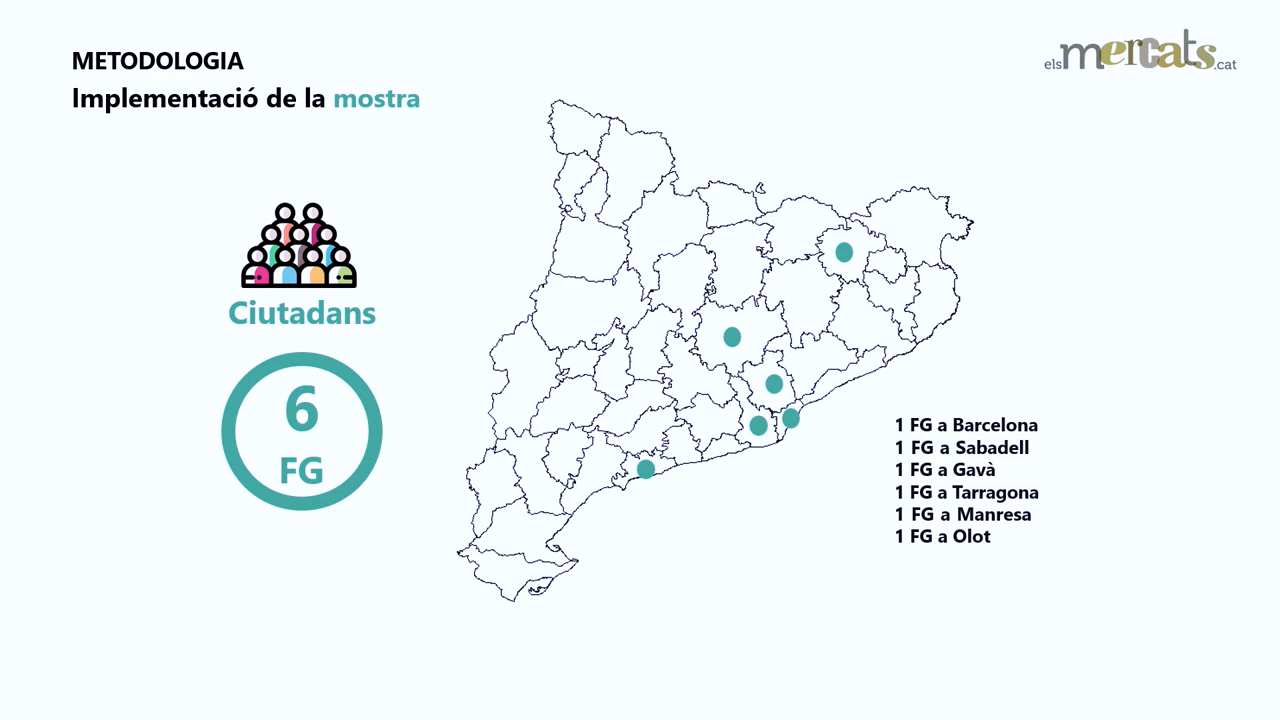 METODOLOGIA
Implementació de la mostra
elsmercats.cat
Ciutadans
6
FG
1 FG a Barcelona
1 FG a Sabadell
1 FG a Gavà
1 FG a Tarragona
1 FG a Manresa
1 FG a Olot